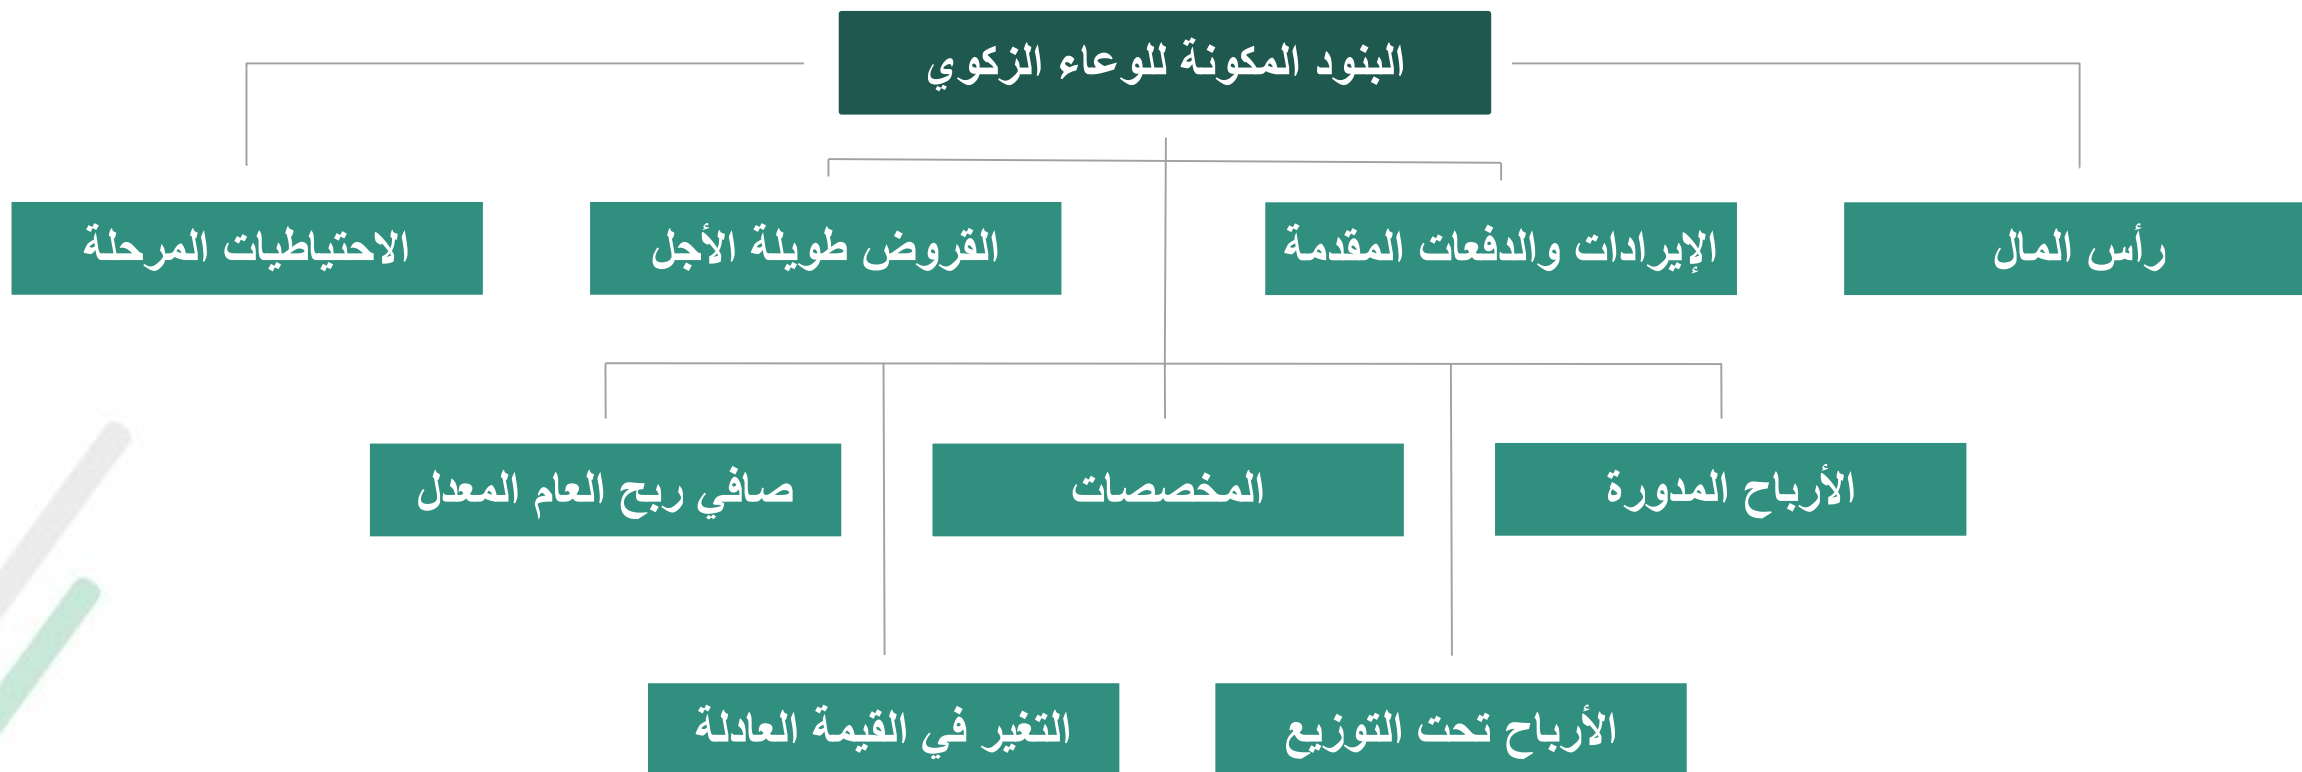 البنود المكونة للوعاء الزكوي
رأس المال
الإيرادات والدفعات المقدمة
القروض طويلة الأجل
الاحتياطيات المرحلة
الأرباح المدورة
المخصصات
صافي ربح العام المعدل
الأرباح تحت التوزيع
التغير في القيمة العادلة